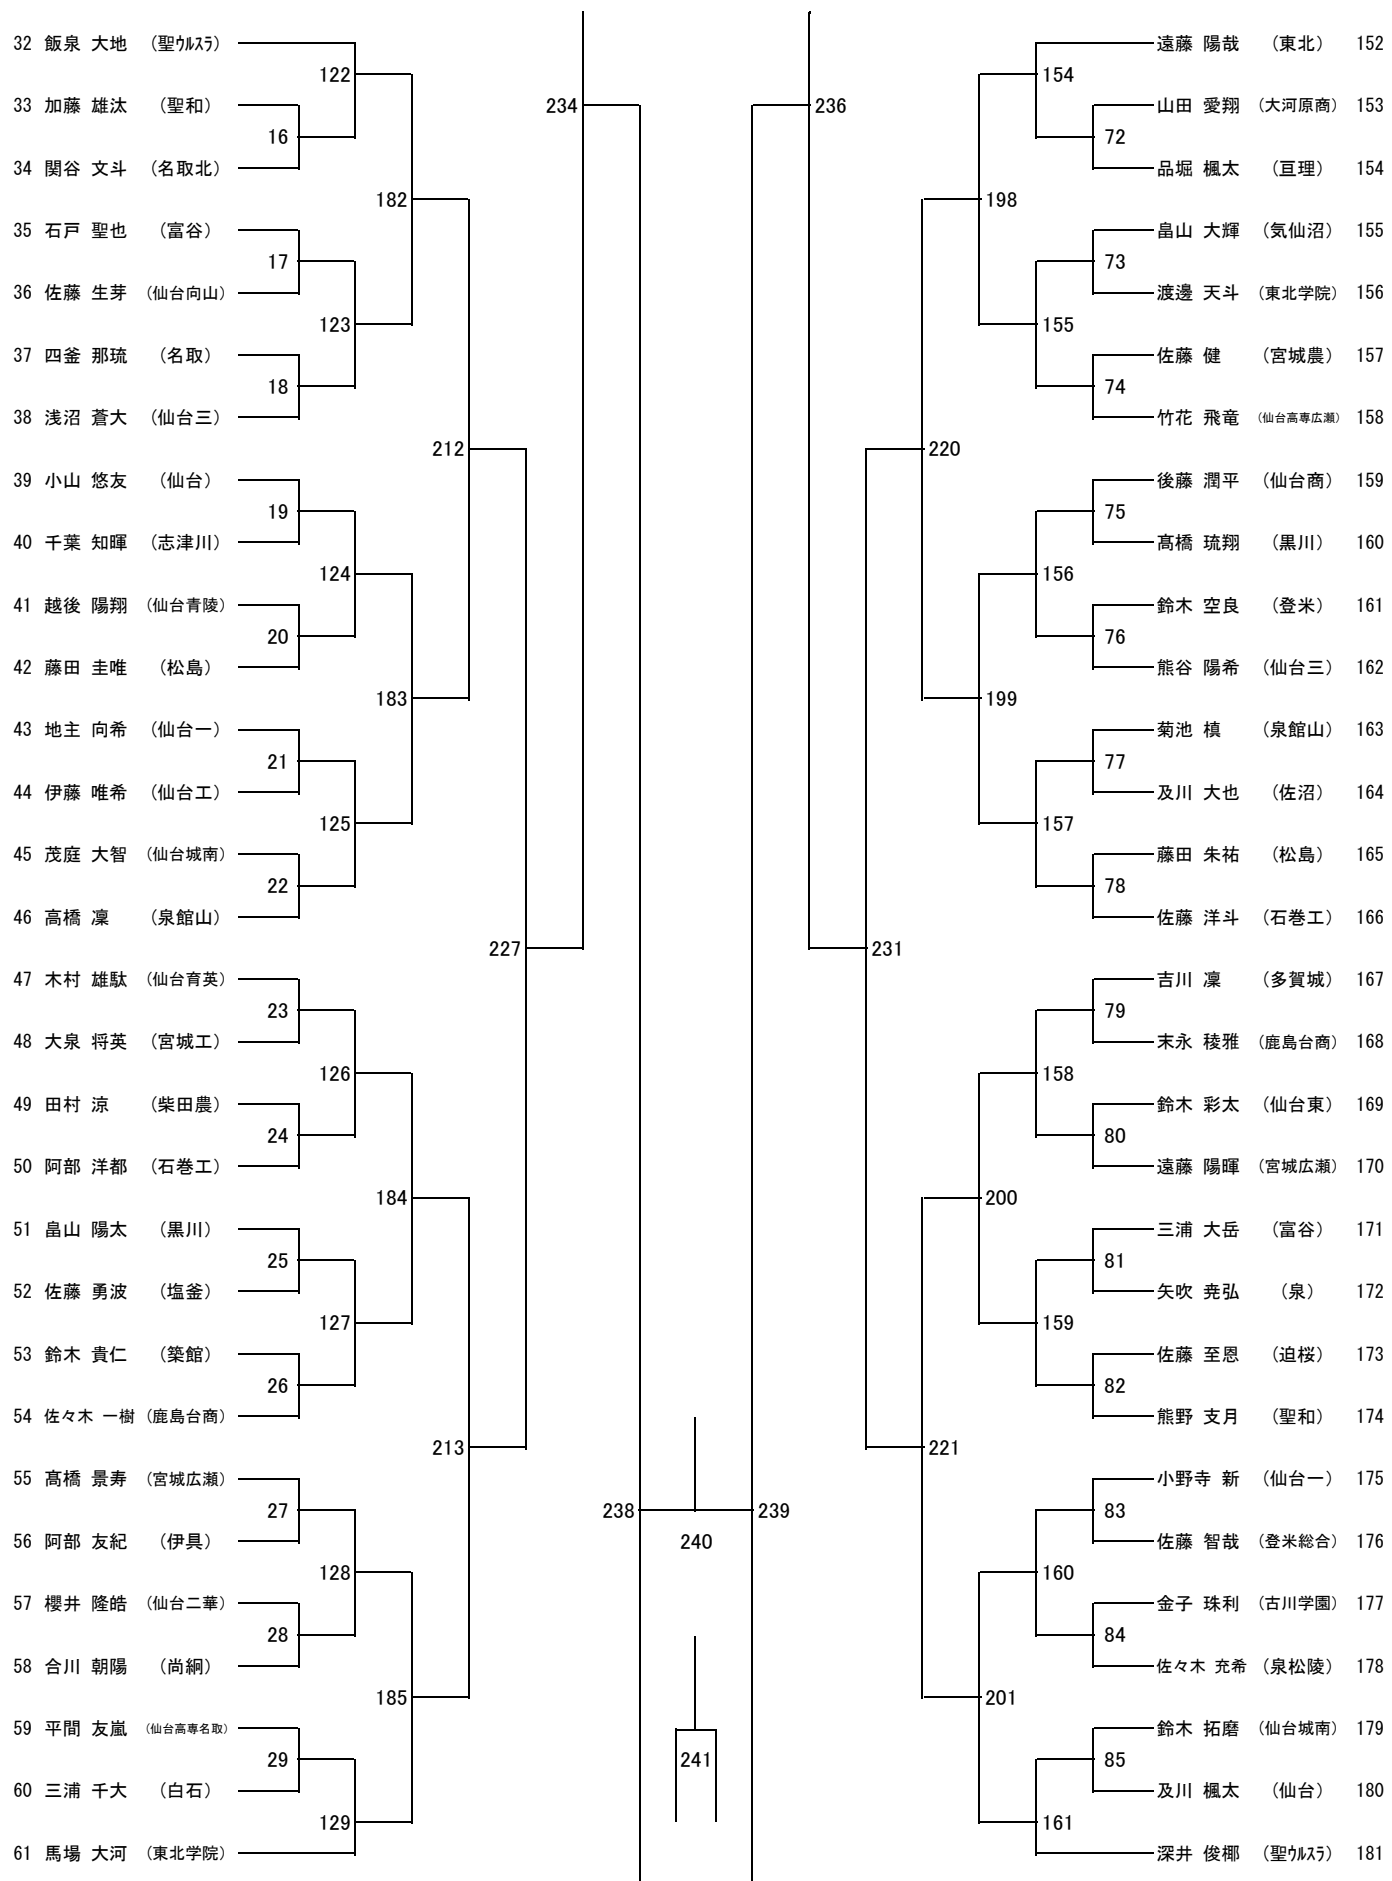 32 飯泉 大地 (聖ウルスラ) 遠藤 陽哉 (東北) 152
122 154
33 加藤 雄汰 (聖和) 234 236 山田 愛翔 (大河原商) 153
16 72
34 関谷 文斗 (名取北) 品堀 楓太 (亘理) 154
182 198
35 石戸 聖也 (富谷) 畠山 大輝 (気仙沼) 155
17 73
36 佐藤 生芽 (仙台向山) 渡邊 天斗 (東北学院) 156
123 155
37 四釜 那琉 (名取) 佐藤 健 (宮城農) 157
18 74
38 浅沼 蒼大 (仙台三) 竹花 飛竜 (仙台高専広瀬) 158
212 220
39 小山 悠友 (仙台) 後藤 潤平 (仙台商) 159
19 75
40 千葉 知暉 (志津川) 髙橋 琉翔 (黒川) 160
124 156
41 越後 陽翔 (仙台青陵) 鈴木 空良 (登米) 161
20 76
42 藤田 圭唯 (松島) 熊谷 陽希 (仙台三) 162
183 199
43 地主 向希 (仙台一) 菊池 槙 (泉館山) 163
21 77
44 伊藤 唯希 (仙台工) 及川 大也 (佐沼) 164
125 157
45 茂庭 大智 (仙台城南) 藤田 朱祐 (松島) 165
22 78
46 高橋 凜 (泉館山) 佐藤 洋斗 (石巻工) 166
227 231
47 木村 雄駄 (仙台育英) 吉川 凜 (多賀城) 167
23 79
48 大泉 将英 (宮城工) 末永 稜雅 (鹿島台商) 168
126 158
49 田村 涼 (柴田農) 鈴木 彩太 (仙台東) 169
24 80
50 阿部 洋都 (石巻工) 遠藤 陽暉 (宮城広瀬) 170
184 200
51 畠山 陽太 (黒川) 三浦 大岳 (富谷) 171
25 81
52 佐藤 勇波 (塩釜) 矢吹 尭弘 (泉) 172
127 159
53 鈴木 貴仁 (築館) 佐藤 至恩 (迫桜) 173
26 82
54 佐々木 一樹 (鹿島台商) 熊野 支月 (聖和) 174
213 221
55 髙橋 景寿 (宮城広瀬) 小野寺 新 (仙台一) 175
27 238 239 83
56 阿部 友紀 (伊具) 240 佐藤 智哉 (登米総合) 176
128 160
57 櫻井 隆皓 (仙台二華) 金子 珠利 (古川学園) 177
28 84
58 合川 朝陽 (尚絅) 佐々木 充希 (泉松陵) 178
185 201
59 平間 友嵐 (仙台高専名取) 鈴木 拓磨 (仙台城南) 179
29 241 85
60 三浦 千大 (白石) 及川 楓太 (仙台) 180
129 161
61 馬場 大河 (東北学院) 深井 俊椰 (聖ウルスラ) 181